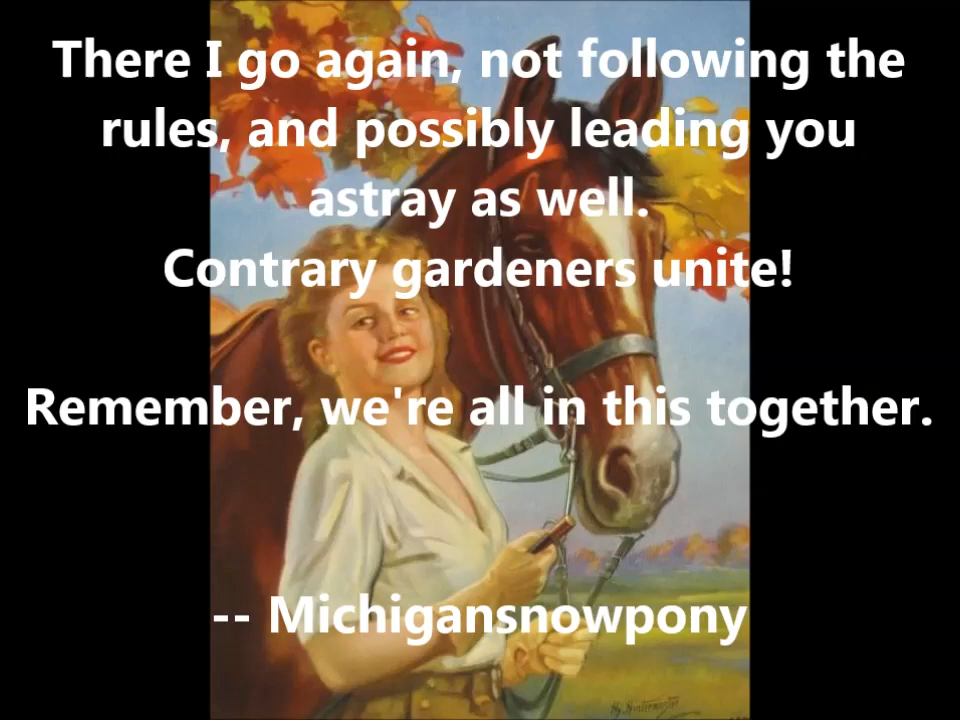 There I go again, not following the
rules, and possibly leading you
astray as well.
Contrary gardeners unite!
Remember, we're all in this together.
-- Michigansnowpony